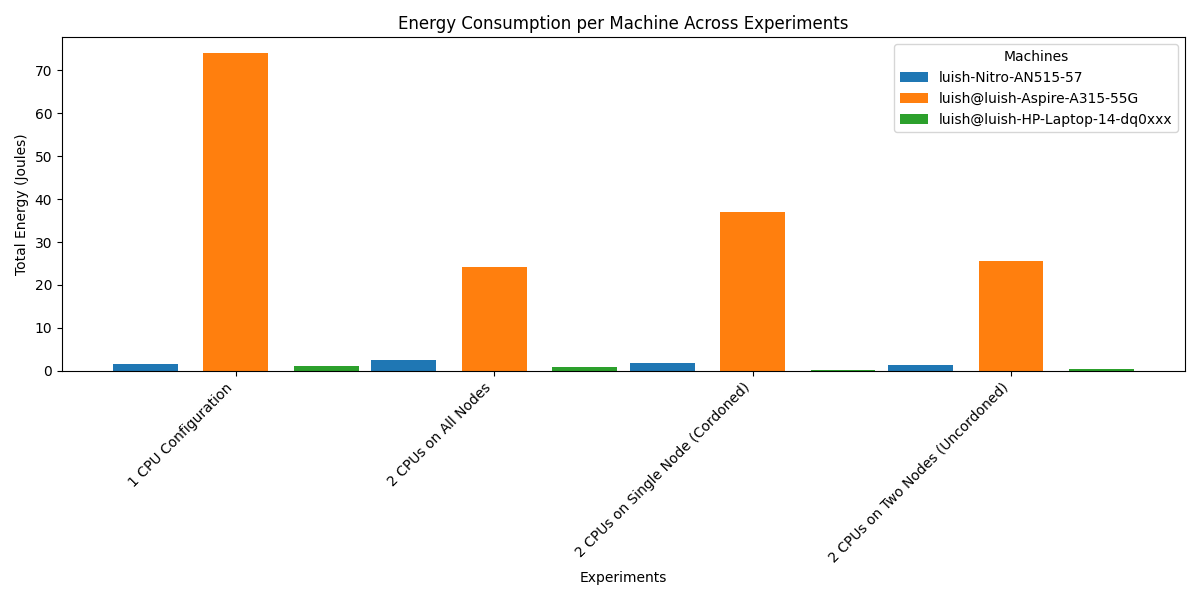 Energy Consumption per Machine Across Experiments
Total Energy (Joules)
70
60
50
40
30
20
10
0
Machines
luish-Nitro-AN515-57
luish@luish-Aspire-A315-55G
luish@luish-HP-Laptop-14-dq0xxx
1 CPU Configuration
2 CPUs on All Nodes
2 CPUs on Single Node (Cordoned)
2 CPUs on Two Nodes (Uncordoned)
Experiments